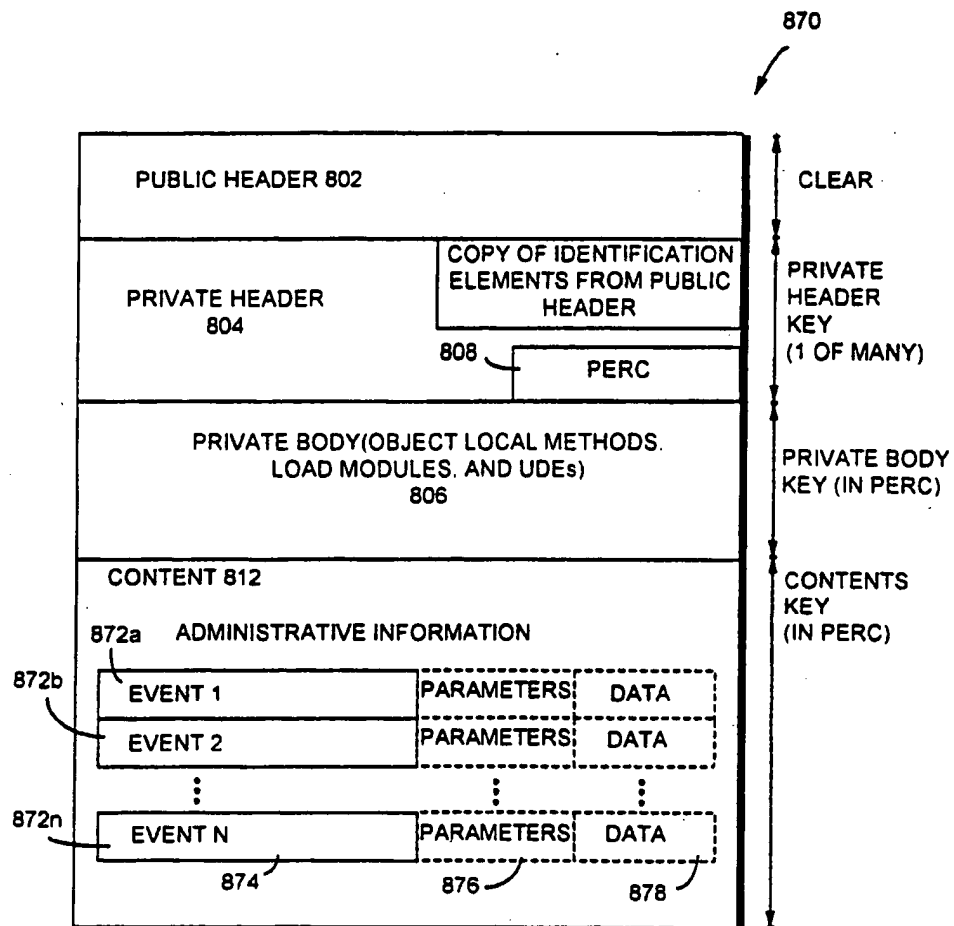 870
PUBLIC HEADER 802
CLEAR
COPY OF IDENTIFICATION
ELEMENTS FROM PUBLIC
HEADER
PRIVATE HEADER
804
808
PERC
PRIVATE
HEADER
KEY
(1 OF MANY)
PRIVATE BODY(OBJECT LOCAL METHODS.
LOAD MODULES. AND UDEs)
806
PRIVATE BODY
KEY (IN PERC)
CONTENT 812
CONTENTS
KEY
(IN PERC)
872a
ADMINISTRATIVE INFORMATION
872b
EVENT 1
PARAMETERS
DATA
EVENT 2
PARAMETERS
DATA
872n
EVENT N
PARAMETERS
DATA
874
876
878